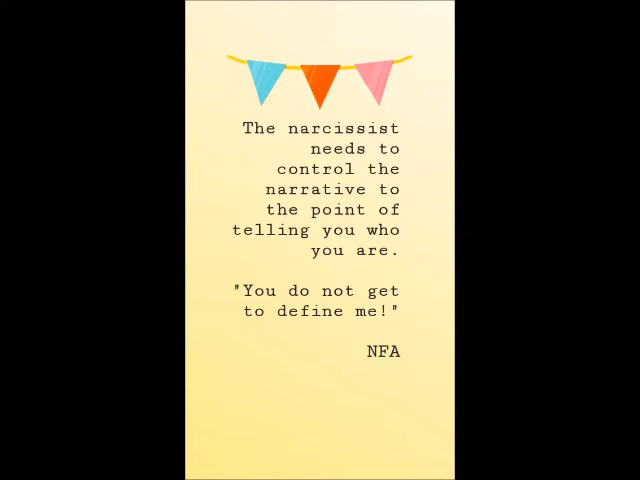 The narcissist
needs to
control the
narrative to
the point of
telling you who
you are.
"You do not get
to define me!"
NFA